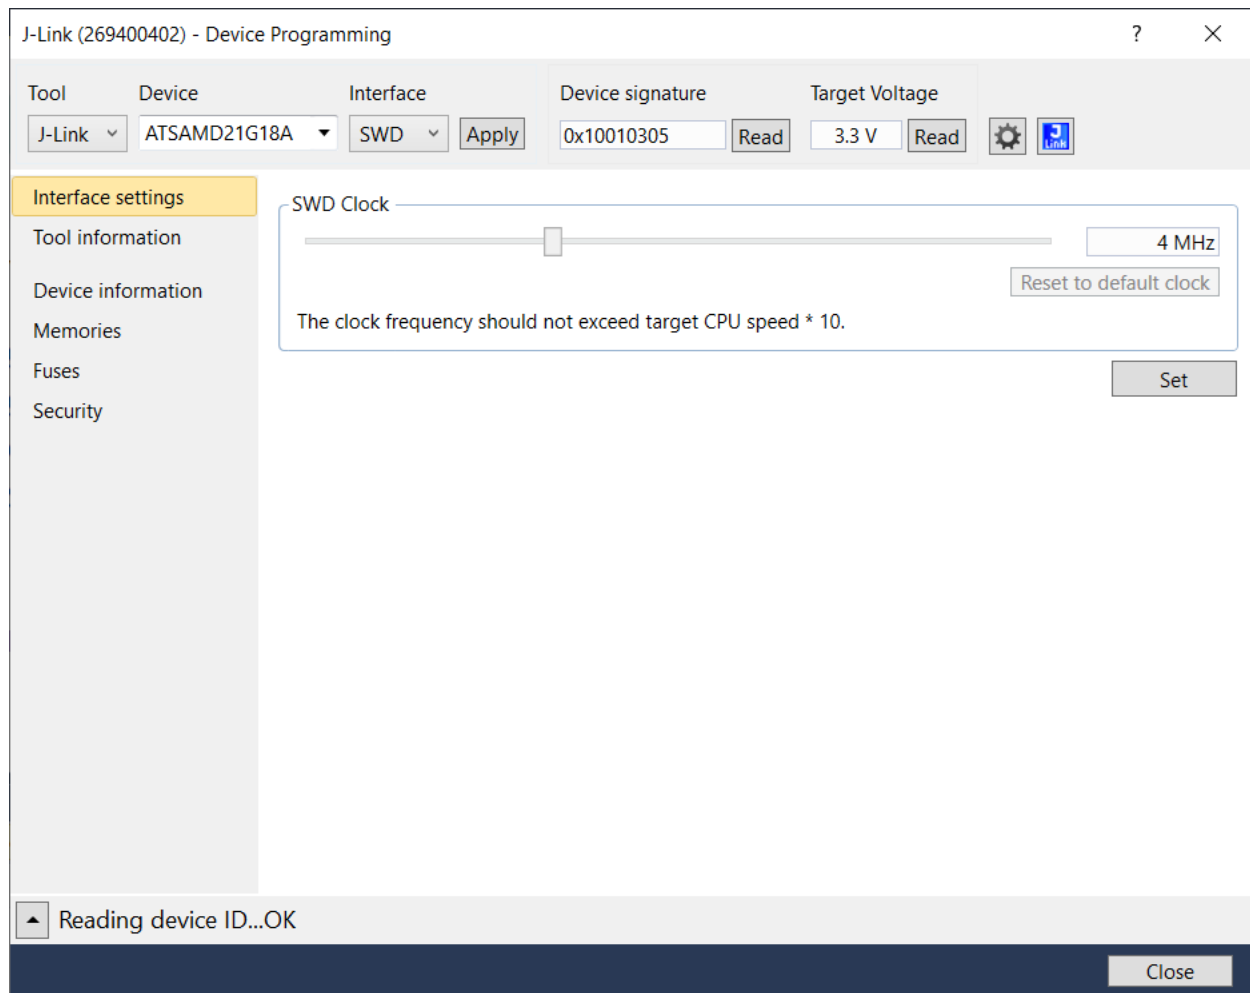 J-Link (269400402) - Device Programming
?
Tool Device Interface Device signature Target Voltage
J-Link ATSAMD21G18A SWD Apply 0x10010305 Read 3.3 V Read J Link
Interface settings
Tool information
Device information
Memories
Fuses
Security
SWD Clock
4 MHz
Reset to default clock
The clock frequency should not exceed target CPU speed * 10.
Set
Reading device ID...OK
Close